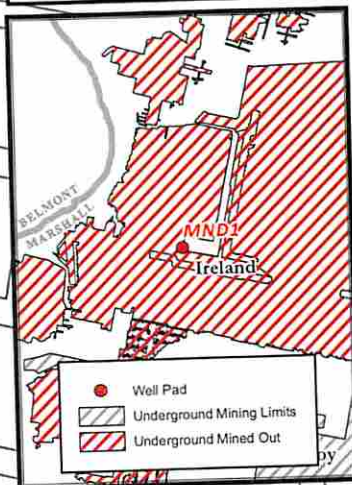 BELMONT
MARSHALL
MND1
Ireland
Well Pad
Underground Mining Limits
Underground Mined Out